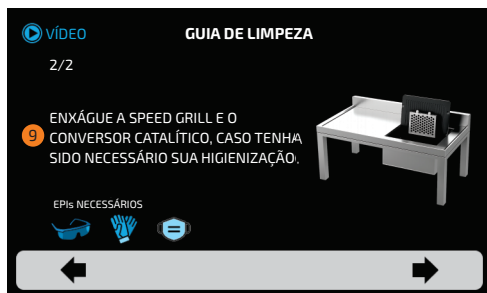 VÍDEO
GUIA DE LIMPEZA
2/2
ENXÁGUE A SPEED GRILL E O
9 CONVERSOR CATALÍTICO, CASO TENHA
SIDO NECESSÁRIO SUA HIGIENIZAÇÃO.
EPIs NECESSÁRIOS